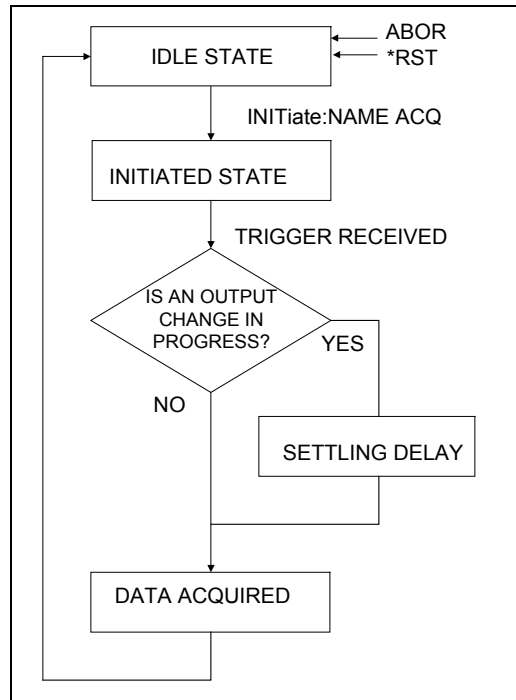 ABOR
IDLE STATE
*RST
INITiate:NAME ACQ
INITIATED STATE
TRIGGER RECEIVED
IS AN OUTPUT
CHANGE IN
PROGRESS?
YES
NO
SETTLING DELAY
DATA ACQUIRED